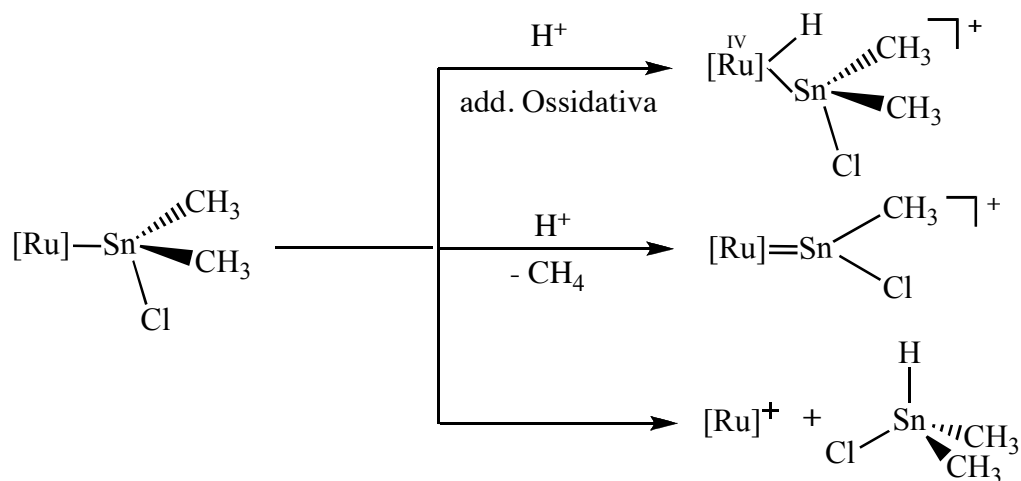 H⁺
add. Ossidativa
IV
[Ru]
H
Sn
CH₃
CH₃
Cl
+
[Ru]
Sn
CH₃
CH₃
Cl
H⁺
- CH₄
[Ru]=Sn
CH₃
Cl
+
[Ru]⁺ +
H
Sn
Cl
CH₃
CH₃